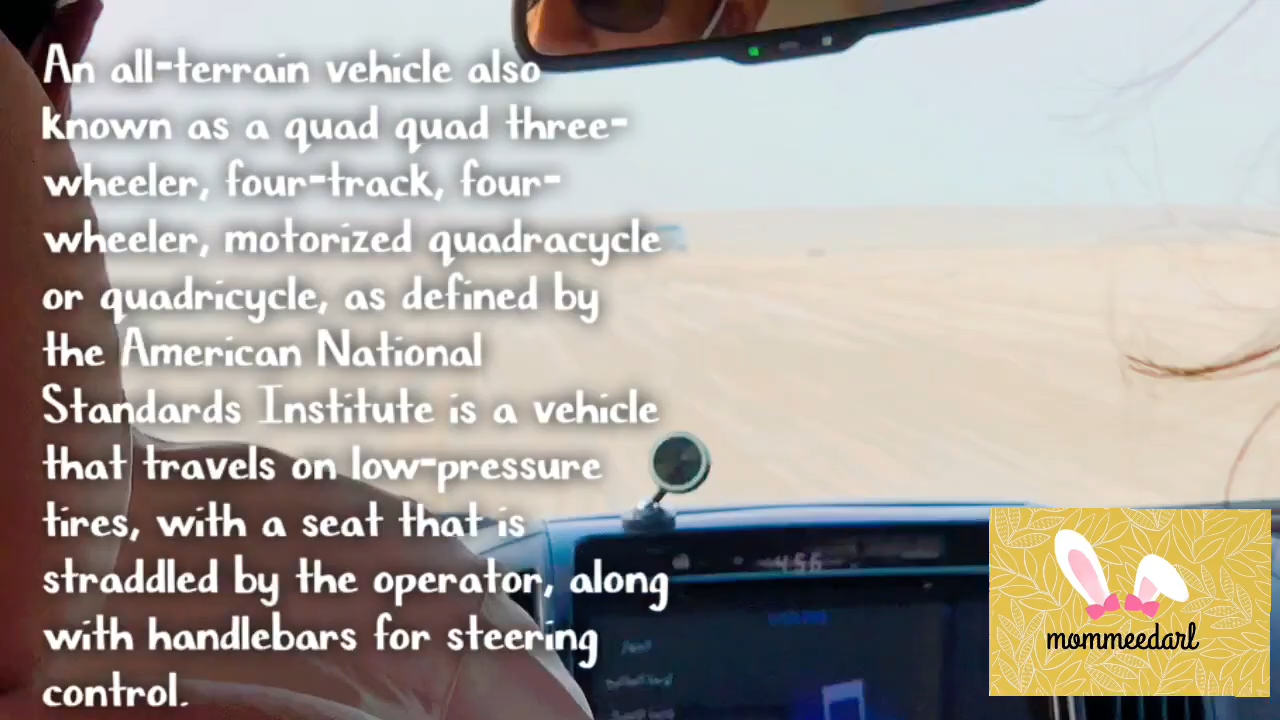 An all-terrain vehicle also
known as a quad quad three-
wheeler, four-track, four-
wheeler, motorized quadracycle
or quadricycle, as defined by
the American National
Standards Institute is a vehicle
that travels on low-pressure
tires, with a seat that is
straddled by the operator, along
with handlebars for steering
control.
4:56
mommeedarl